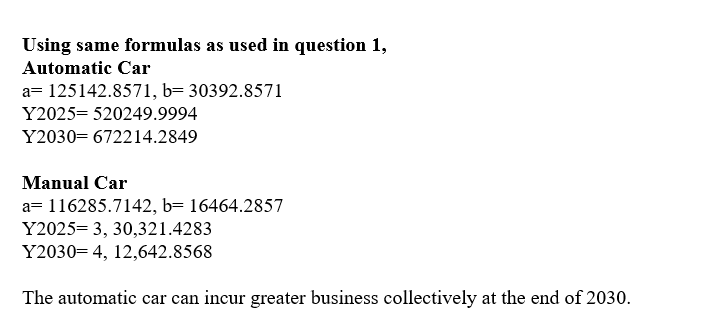 Using same formulas as used in question 1,
Automatic Car
a= 125142.8571, b= 30392.8571
Y2025= 520249.9994
Y2030= 672214.2849
Manual Car
a= 116285.7142, b= 16464.2857
Y2025= 3, 30,321.4283
Y2030= 4, 12,642.8568
The automatic car can incur greater business collectively at the end of 2030.